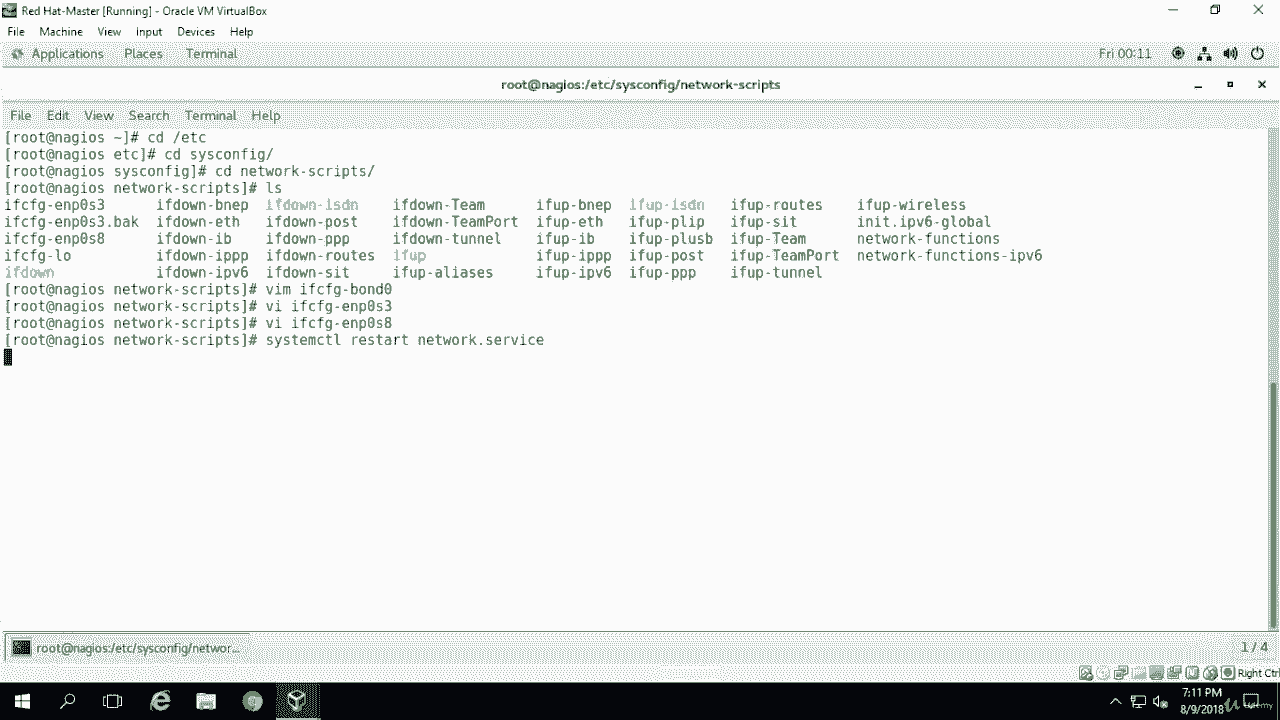 Red Hat-Master [Running] - Oracle VM VirtualBox
File Machine View Input Devices Help
Applications Places Terminal Fri 00:11
root@nagios:/etc/sysconfig/network-scripts
File Edit View Search Terminal Help
[root@nagios ~]# cd /etc
[root@nagios etc]# cd sysconfig/
[root@nagios sysconfig]# cd network-scripts/
[root@nagios network-scripts]# ls
ifcfg-enp0s3 ifdown-bnep ifdown-isdn ifdown-Team ifup-bnep ifup-isdn ifup-routes ifup-wireless
ifcfg-enp0s3.bak ifdown-eth ifdown-post ifdown-TeamPort ifup-eth ifup-plip ifup-sit init.ipv6-global
ifcfg-enp0s8 ifdown-ib ifdown-ppp ifdown-tunnel ifup-ib ifup-plusb ifup-Team network-functions
ifcfg-lo ifdown-ippp ifdown-routes ifup ifup-ippp ifup-post ifup-TeamPort network-functions-ipv6
ifdown ifdown-ipv6 ifdown-sit ifup-aliases ifup-ipv6 ifup-ppp ifup-tunnel
[root@nagios network-scripts]# vim ifcfg-bond0
[root@nagios network-scripts]# vi ifcfg-enp0s3
[root@nagios network-scripts]# vi ifcfg-enp0s8
[root@nagios network-scripts]# systemctl restart network.service
root@nagios:/etc/sysconfig/networ... 1 / 4
Right Ctrl
7:11 PM
8/9/2018